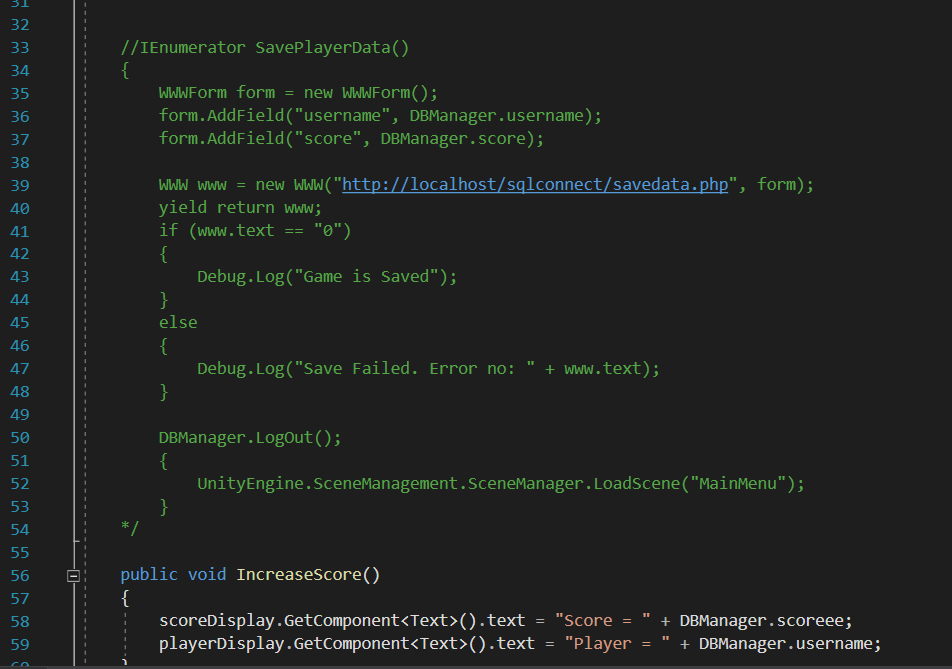 31
32
33 //IEnumerator SavePlayerData()
34 {
35 WWWForm form = new WWWForm();
36 form.AddField("username", DBManager.username);
37 form.AddField("score", DBManager.score);
38
39 WWW www = new WWW("http://localhost/sqlconnect/savedata.php", form);
40 yield return www;
41 if (www.text == "0")
42 {
43 Debug.Log("Game is Saved");
44 }
45 else
46 {
47 Debug.Log("Save Failed. Error no: " + www.text);
48 }
49
50 DBManager.LogOut();
51 {
52 UnityEngine.SceneManagement.SceneManager.LoadScene("MainMenu");
53 }
54 */
55
56 public void IncreaseScore()
57 {
58 scoreDisplay.GetComponent<Text>().text = "Score = " + DBManager.scoreee;
59 playerDisplay.GetComponent<Text>().text = "Player = " + DBManager.username;
60 }